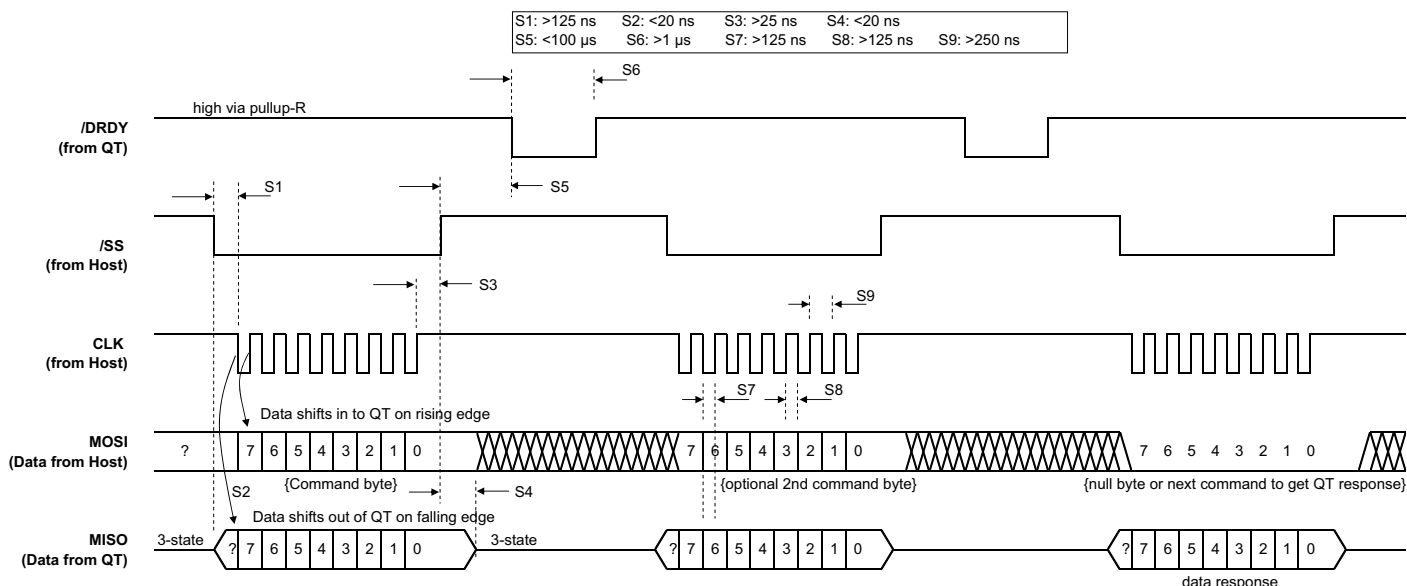 S1: >125 ns S2: <20 ns S3: >25 ns S4: <20 ns
S5: <100 µs S6: >1 µs S7: >125 ns S8: >125 ns S9: >250 ns
S6
high via pullup-R
/DRDY
(from QT)
S1
S5
/SS
(from Host)
S3
S9
CLK
(from Host)
S7
S8
Data shifts in to QT on rising edge
MOSI
(Data from Host)
? 7 6 5 4 3 2 1 0 7 6 5 4 3 2 1 0 7 6 5 4 3 2 1 0
{Command byte} {optional 2nd command byte} {null byte or next command to get QT response}
S2
S4
Data shifts out of QT on falling edge
MISO
(Data from QT)
3-state ? 7 6 5 4 3 2 1 0 3-state ? 7 6 5 4 3 2 1 0 ? 7 6 5 4 3 2 1 0
data response